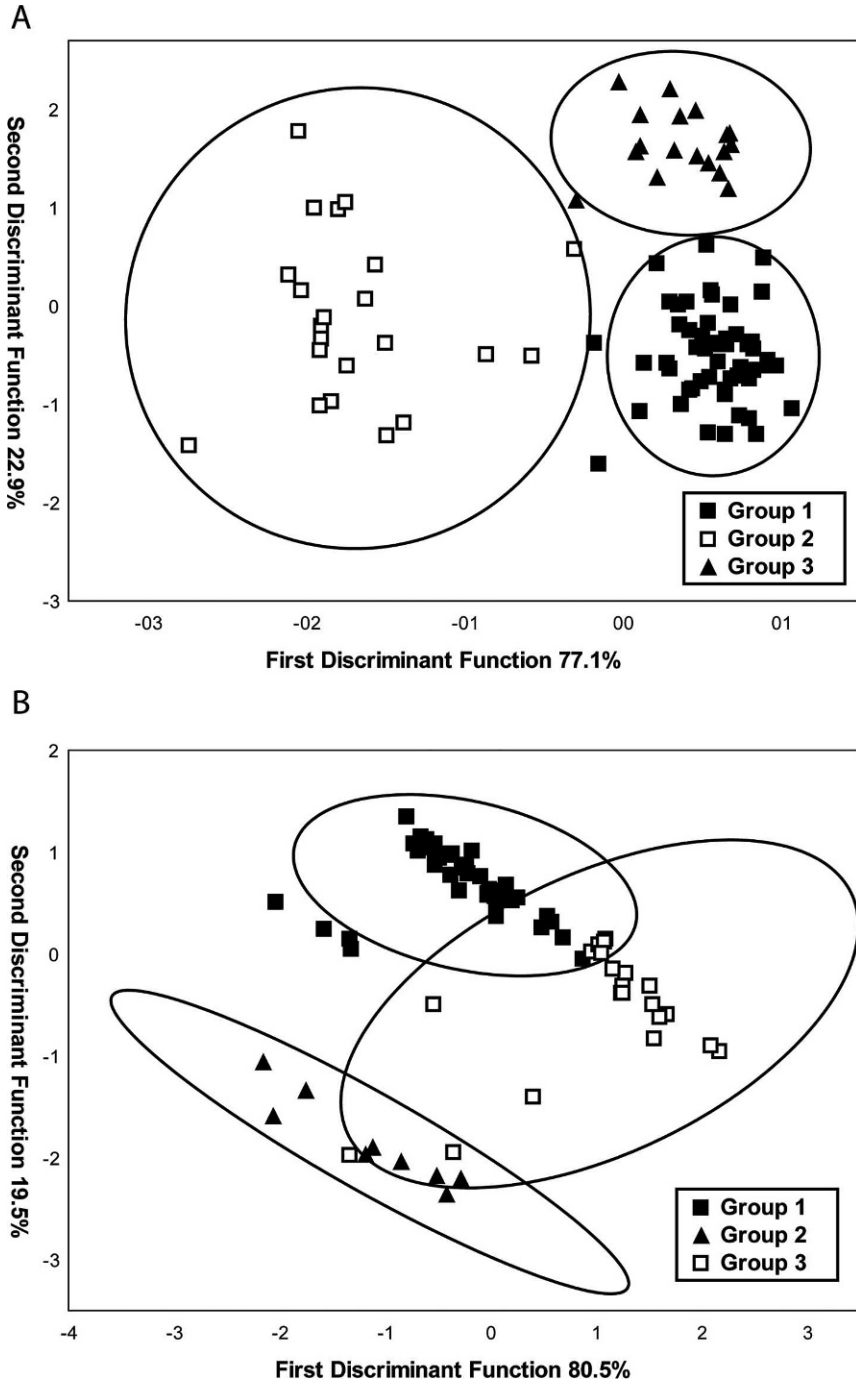 A
Second Discriminant Function 22.9%
2
1
0
-1
-2
-3
-03 -02 -01 00 01
First Discriminant Function 77.1%
Group 1
Group 2
Group 3
B
Second Discriminant Function 19.5%
2
1
0
-1
-2
-3
-4 -3 -2 -1 0 1 2 3
First Discriminant Function 80.5%
Group 1
Group 2
Group 3